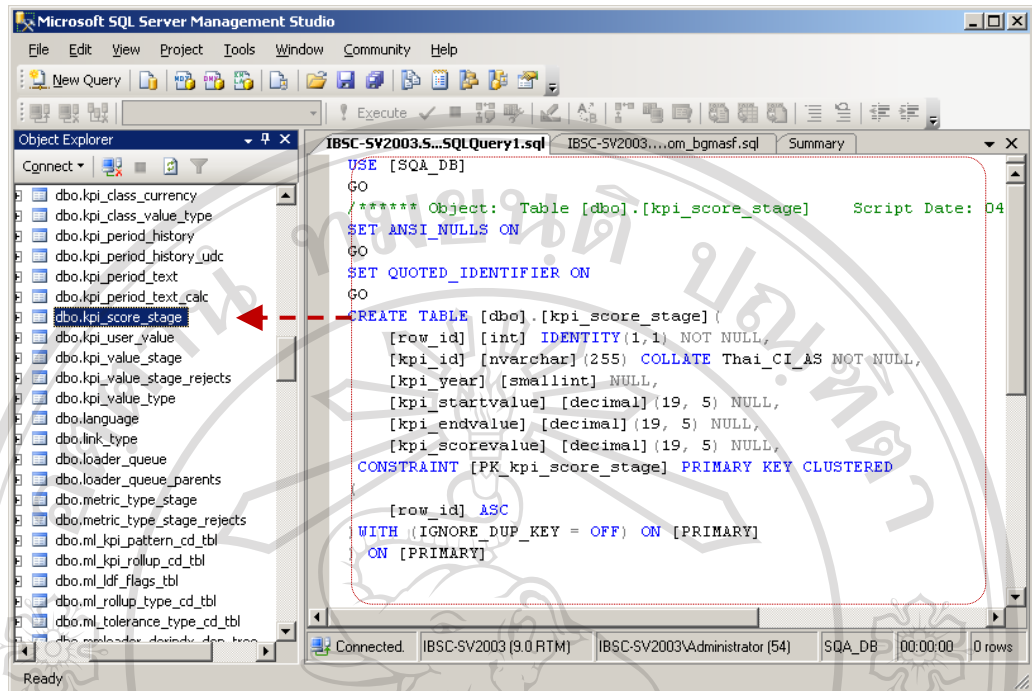 Microsoft SQL Server Management Studio
File Edit View Project Tools Window Community Help
New Query
Execute
Object Explorer
Connect
dbo.kpi_class_currency
dbo.kpi_class_value_type
dbo.kpi_period_history
dbo.kpi_period_history_udc
dbo.kpi_period_text
dbo.kpi_period_text_calc
dbo.kpi_score_stage
dbo.kpi_user_value
dbo.kpi_value_stage
dbo.kpi_value_stage_rejects
dbo.kpi_value_type
dbo.language
dbo.link_type
dbo.loader_queue
dbo.loader_queue_parents
dbo.metric_type_stage
dbo.metric_type_stage_rejects
dbo.ml_kpi_pattern_cd_tbl
dbo.ml_kpi_rollup_cd_tbl
dbo.ml_ldf_flags_tbl
dbo.ml_rollup_type_cd_tbl
dbo.ml_tolerance_type_cd_tbl
IBSC-SV2003.S...SQLQuery1.sql IBSC-SV2003....om_bgmasf.sql Summary
USE [SQA_DB]
GO
/****** Object: Table [dbo].[kpi_score_stage] Script Date: 04
SET ANSI_NULLS ON
GO
SET QUOTED_IDENTIFIER ON
GO
CREATE TABLE [dbo].[kpi_score_stage](
[row_id] [int] IDENTITY(1,1) NOT NULL,
[kpi_id] [nvarchar](255) COLLATE Thai_CI_AS NOT NULL,
[kpi_year] [smallint] NULL,
[kpi_startvalue] [decimal](19, 5) NULL,
[kpi_endvalue] [decimal](19, 5) NULL,
[kpi_scorevalue] [decimal](19, 5) NULL,
CONSTRAINT [PK_kpi_score_stage] PRIMARY KEY CLUSTERED
(
[row_id] ASC
)WITH (IGNORE_DUP_KEY = OFF) ON [PRIMARY]
) ON [PRIMARY]
Connected. IBSC-SV2003 (9.0 RTM) IBSC-SV2003\Administrator (54) SQA_DB 00:00:00 0 rows
Ready